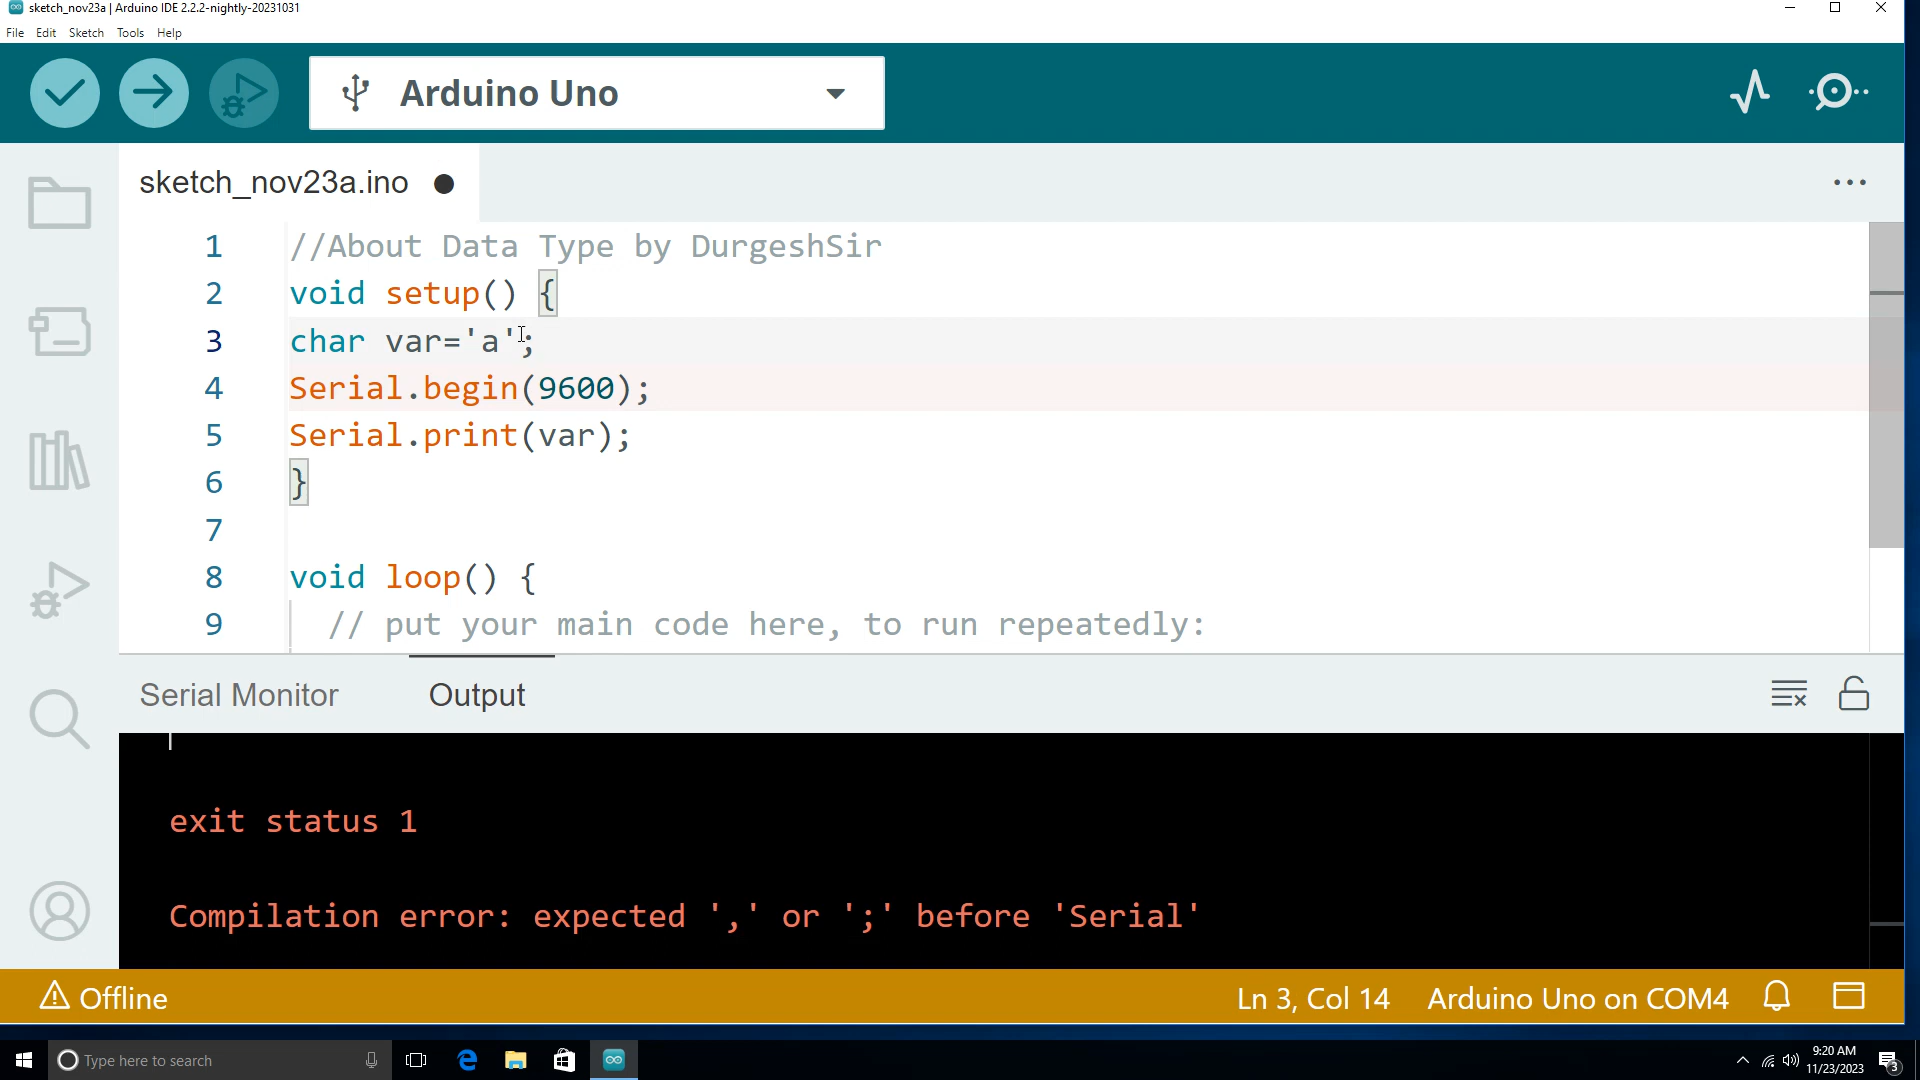 sketch_nov23a | Arduino IDE 2.2.2-nightly-20231031
File Edit Sketch Tools Help
Arduino Uno
sketch_nov23a.ino
1 //About Data Type by DurgeshSir
2 void setup() {
3 char var='a';
4 Serial.begin(9600);
5 Serial.print(var);
6 }
7
8 void loop() {
9 // put your main code here, to run repeatedly:
Serial Monitor Output
exit status 1
Compilation error: expected ',' or ';' before 'Serial'
Offline Ln 3, Col 14 Arduino Uno on COM4
Type here to search
9:20 AM
11/23/2023
3